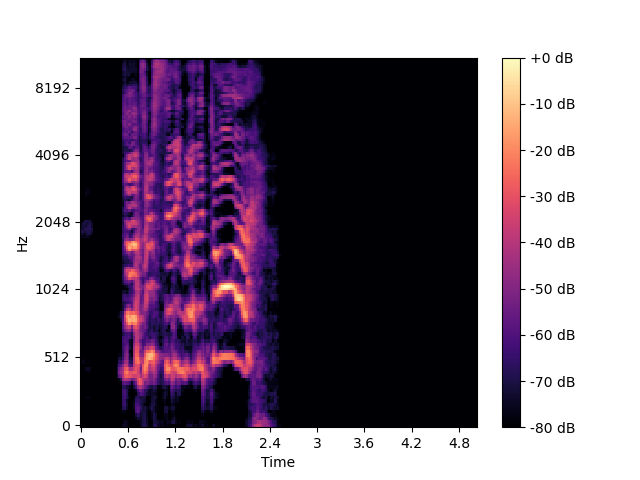 +0 dB
8192
-10 dB
4096
-20 dB
-30 dB
2048
Hz
-40 dB
1024
-50 dB
-60 dB
512
-70 dB
0
-80 dB
0 0.6 1.2 1.8 2.4 3 3.6 4.2 4.8
Time